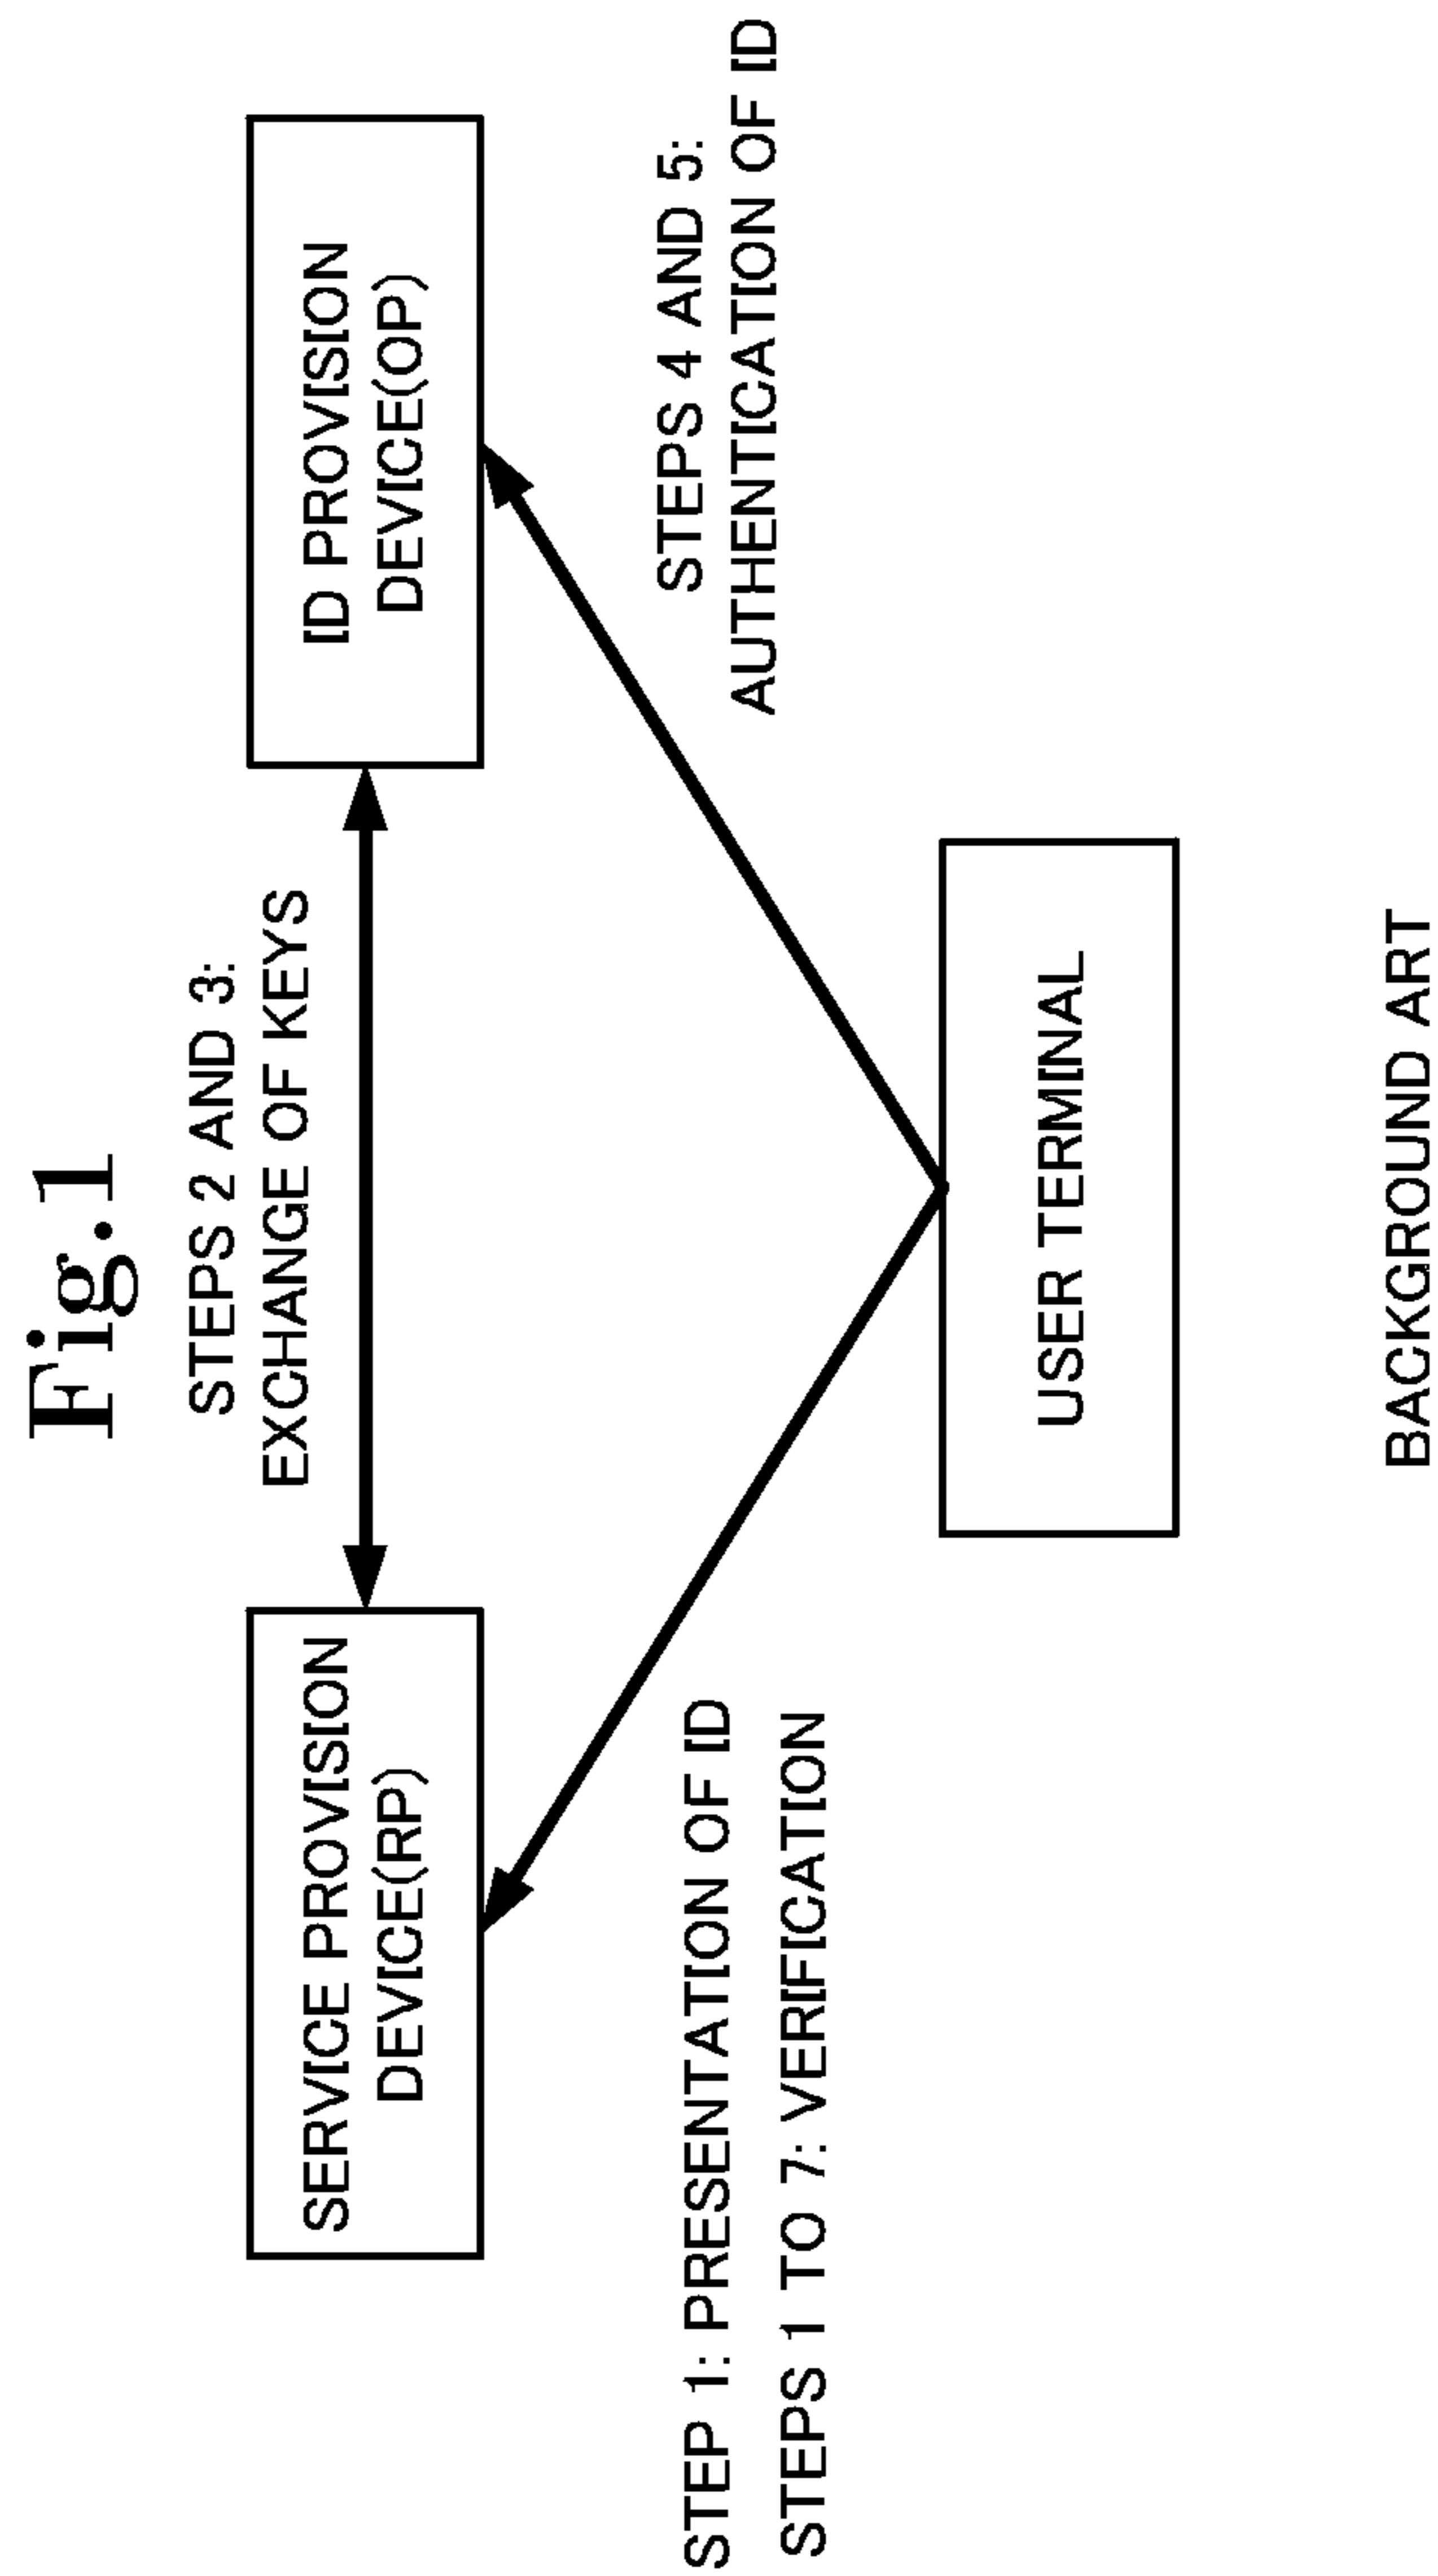 Fig.1
STEPS 2 AND 3:
EXCHANGE OF KEYS
SERVICE PROVISION
DEVICE(RP)
ID PROVISION
DEVICE(OP)
STEP 1: PRESENTATION OF ID
STEPS 1 TO 7: VERIFICATION
STEPS 4 AND 5:
AUTHENTICATION OF ID
USER TERMINAL
BACKGROUND ART